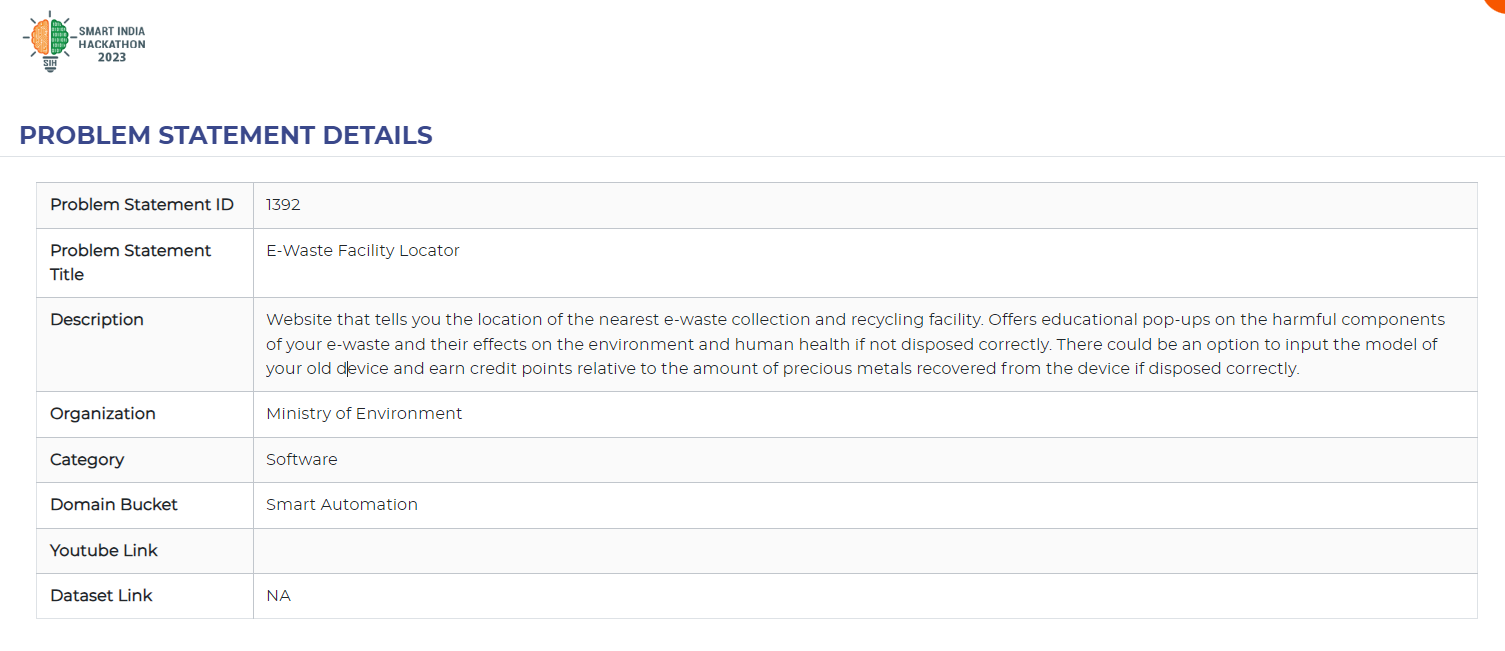 SMART INDIA
HACKATHON
2023
SIH
PROBLEM STATEMENT DETAILS
Problem Statement ID
1392
Problem Statement
Title
E-Waste Facility Locator
Description
Website that tells you the location of the nearest e-waste collection and recycling facility. Offers educational pop-ups on the harmful components
of your e-waste and their effects on the environment and human health if not disposed correctly. There could be an option to input the model of
your old device and earn credit points relative to the amount of precious metals recovered from the device if disposed correctly.
Organization
Ministry of Environment
Category
Software
Domain Bucket
Smart Automation
Youtube Link
Dataset Link
NA